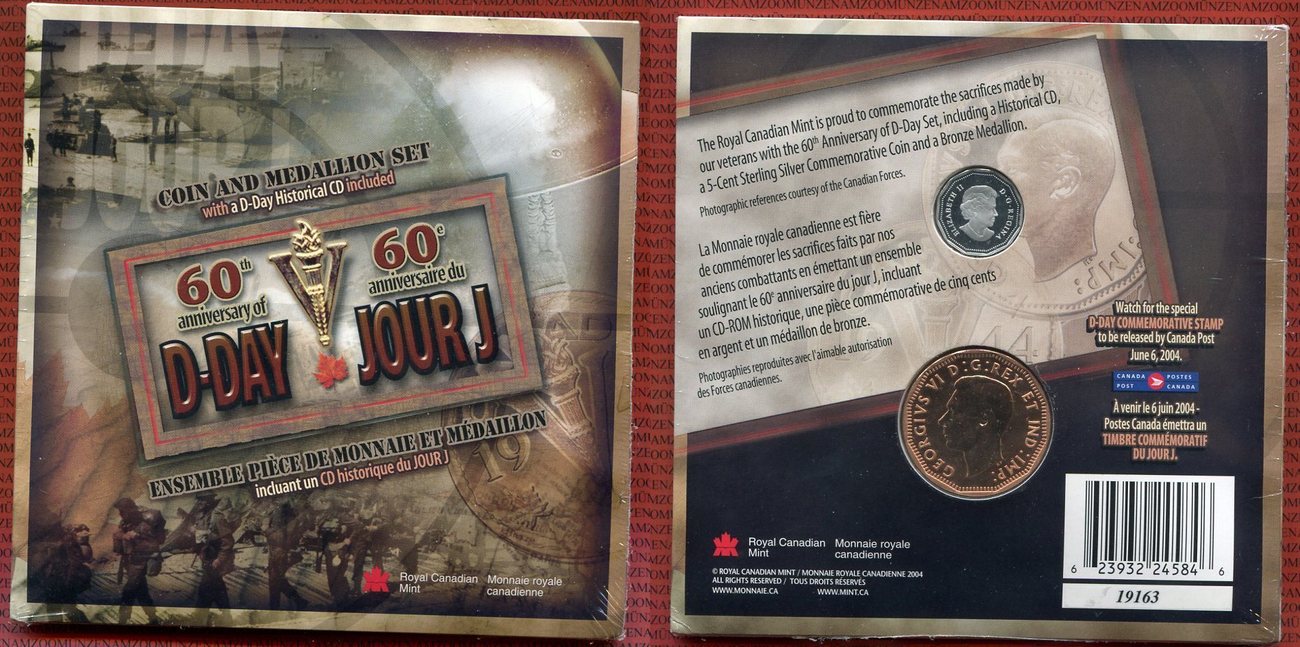 COIN AND MEDALLION SET
with a D-Day Historical CD included
60th
anniversary of
D-DAY
60e
anniversaire du
JOUR J
ENSEMBLE PIÈCE DE MONNAIE ET MÉDAILLON
incluant un CD historique du JOUR J
Royal Canadian Mint
Monnaie royale canadienne
The Royal Canadian Mint is proud to commemorate the sacrifices made by
our veterans with the 60th Anniversary of D-Day Set, including a Historical CD,
a 5-Cent Sterling Silver Commemorative Coin and a Bronze Medallion.
Photographic references courtesy of the Canadian Forces.
La Monnaie royale canadienne est fière
de commémorer les sacrifices faits par nos
anciens combattants en émettant un ensemble
soulignant le 60e anniversaire du jour J, incluant
un CD-ROM historique, une pièce commémorative de cinq cents
en argent et un médaillon de bronze.
Photographies reproduites avec l'aimable autorisation
des Forces canadiennes.
ELIZABETH II D·G·REGINA
GEORGIVS VI D:G:REX ET IND:IMP:
Watch for the special
D-DAY COMMEMORATIVE STAMP
to be released by Canada Post
June 6, 2004.
CANADA POST
POSTES CANADA
À venir le 6 juin 2004 -
Postes Canada émettra un
TIMBRE COMMÉMORATIF
DU JOUR J.
Royal Canadian Mint
Monnaie royale canadienne
© ROYAL CANADIAN MINT / MONNAIE ROYALE CANADIENNE 2004
ALL RIGHTS RESERVED / TOUS DROITS RÉSERVÉS
WWW.MONNAIE.CA WWW.MINT.CA
6 23932 24584 6
19163